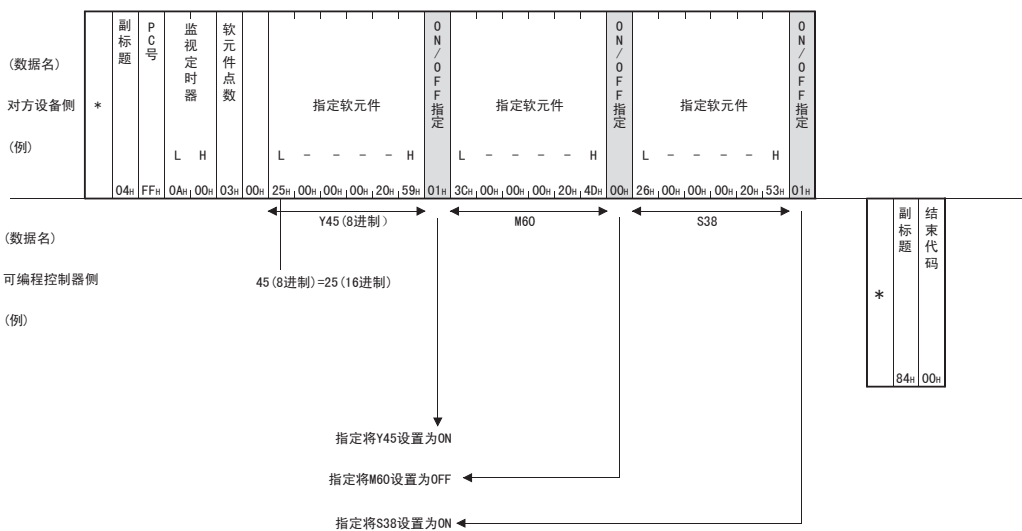 (数据名)
对方设备侧
(例)
*
副标题
PC号
监视定时器
软元件点数
指定软元件
ON/OFF指定
指定软元件
ON/OFF指定
指定软元件
ON/OFF指定
L H
L - - - - H
L - - - - H
L - - - - H
04H FFH 0AH 00H 03H 00H 25H 00H 00H 00H 20H 59H 01H 3CH 00H 00H 00H 20H 4DH 00H 26H 00H 00H 00H 20H 53H 01H
Y45(8进制)
M60
S38
(数据名)
可编程控制器侧
(例)
45(8进制)=25(16进制)
*
副标题
结束代码
84H 00H
指定将Y45设置为ON
指定将M60设置为OFF
指定将S38设置为ON